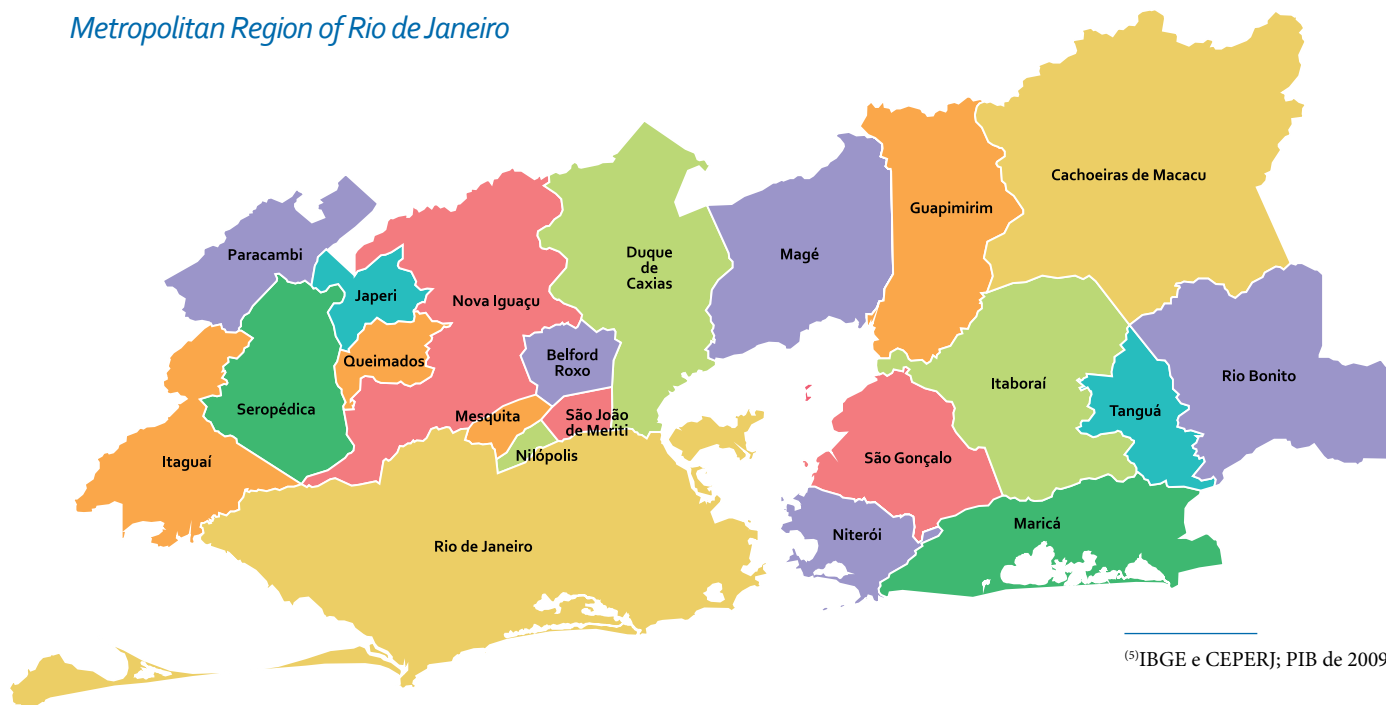 Metropolitan Region of Rio de Janeiro
Cachoeiras de Macacu
Guapimirim
Paracambi
Duque
de
Caxias
Magé
Japeri
Nova Iguaçu
Queimados
Belford
Roxo
Itaboraí
Rio Bonito
Seropédica
Mesquita
São João
de Meriti
Tanguá
Nilópolis
Itaguaí
São Gonçalo
Maricá
Niterói
Rio de Janeiro
(5)IBGE e CEPERJ; PIB de 2009